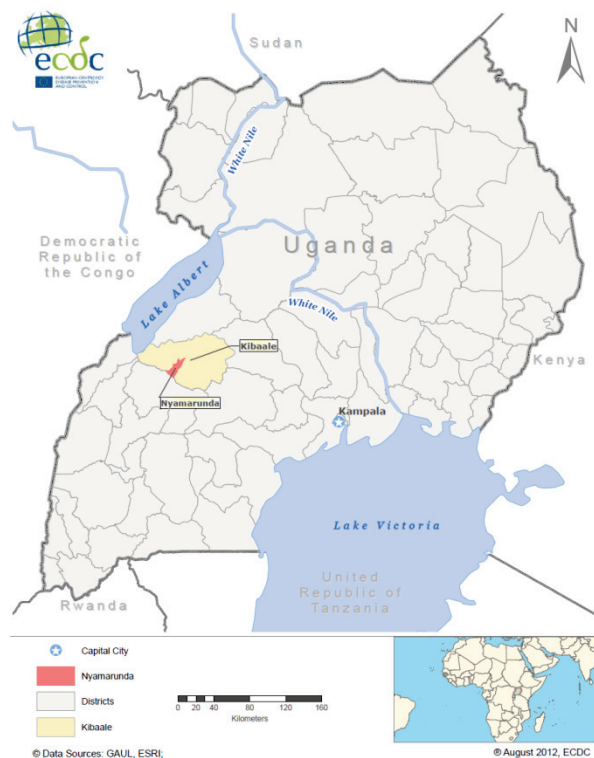 ecdc
EUROPEAN CENTRE FOR
DISEASE PREVENTION
AND CONTROL
Sudan
N
White Nile
Democratic
Republic of
the Congo
Uganda
Lake Albert
White Nile
Kibaale
Kenya
Nyamarunda
Kampala
Lake Victoria
United
Republic of
Tanzania
Rwanda
Capital City
Nyamarunda
Districts
Kibaale
0 20 40 80 120 160
Kilometers
© Data Sources: GAUL, ESRI;
® August 2012, ECDC